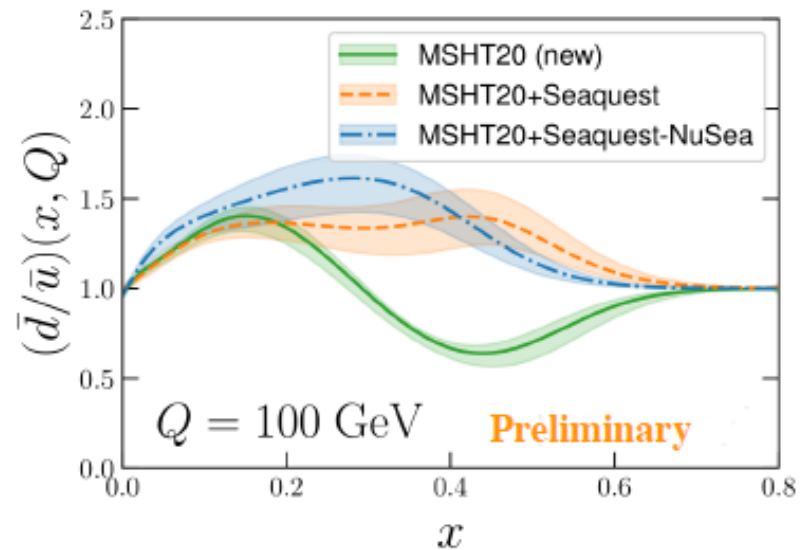 2.5
2.0
1.5
1.0
0.5
0.0
(d̄/ū)(x, Q)
MSHT20 (new)
MSHT20+Seaquest
MSHT20+Seaquest-NuSea
Q = 100 GeV
Preliminary
0.0 0.2 0.4 0.6 0.8
x